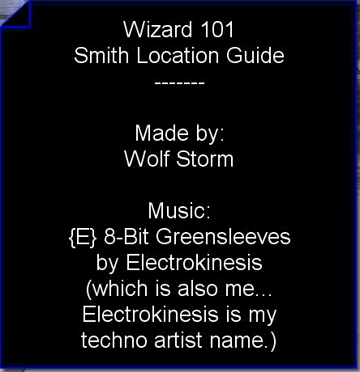 Wizard 101
Smith Location Guide
-------
Made by:
Wolf Storm
Music:
{E} 8-Bit Greensleeves
by Electrokinesis
(which is also me...
Electrokinesis is my
techno artist name.)